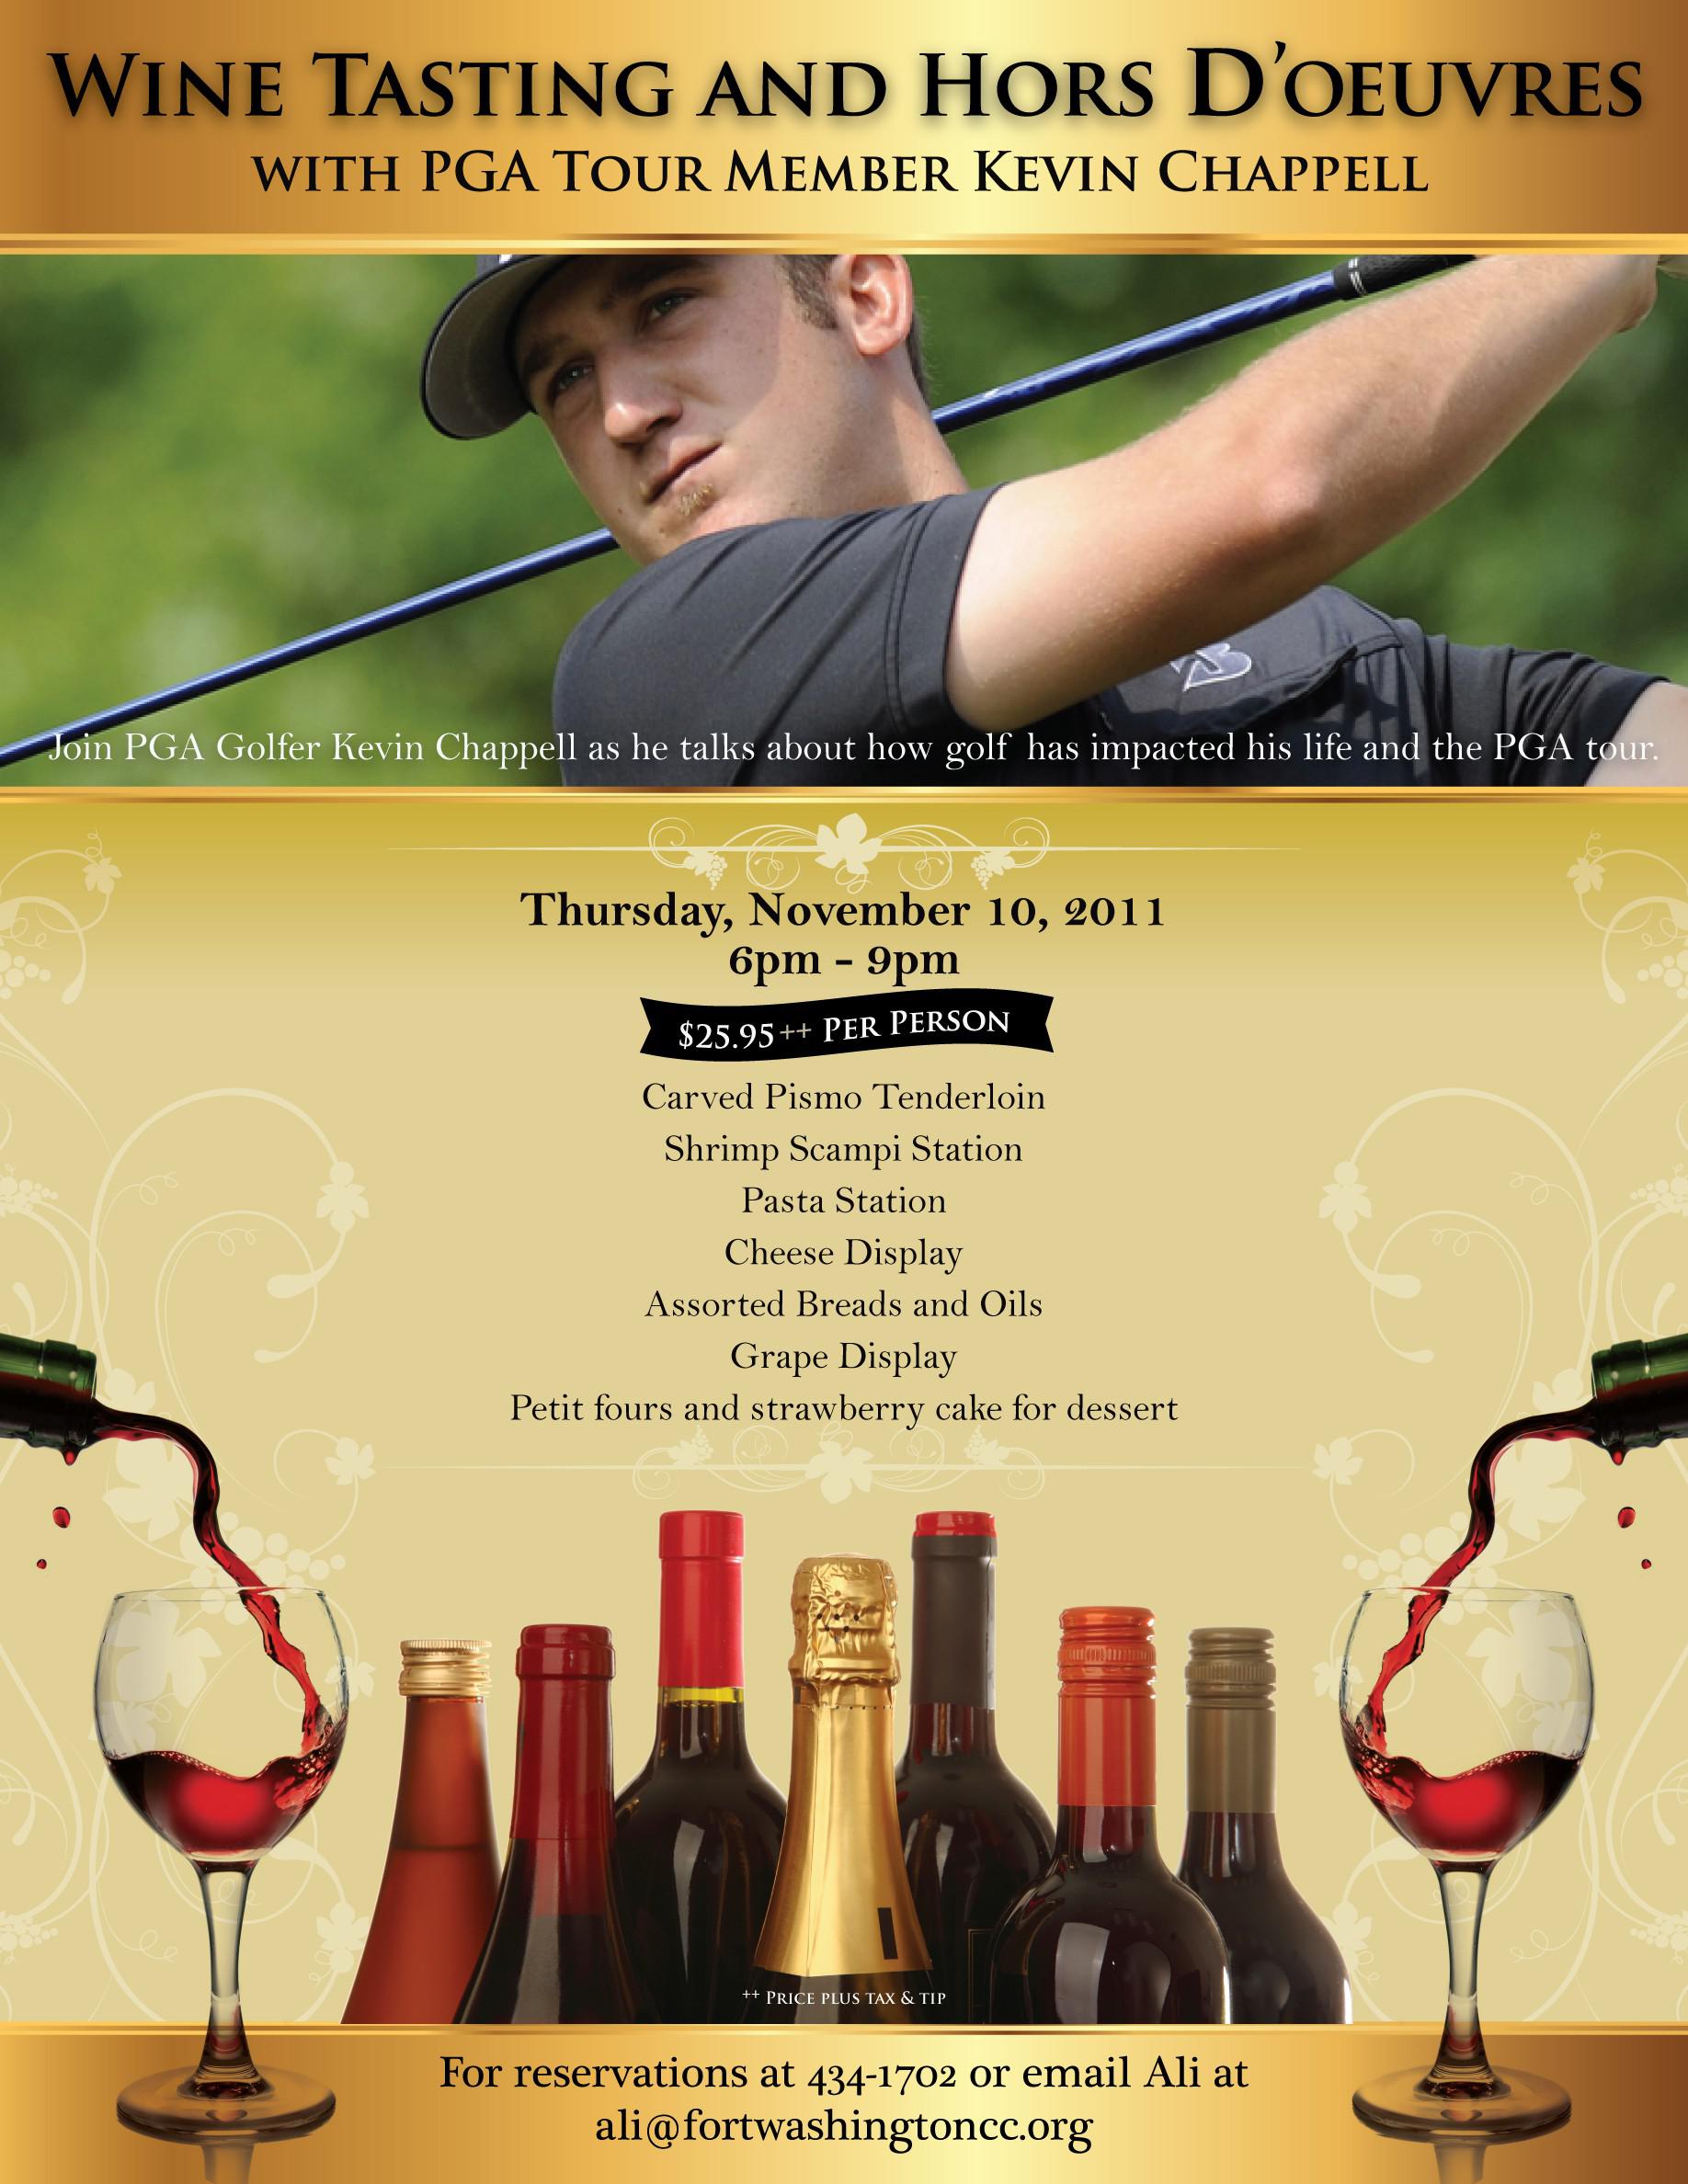 Wine Tasting and Hors D'oeuvres
with PGA Tour Member Kevin Chappell
Join PGA Golfer Kevin Chappell as he talks about how golf has impacted his life and the PGA tour.
Thursday, November 10, 2011
6pm - 9pm
$25.95++ Per Person
Carved Pismo Tenderloin
Shrimp Scampi Station
Pasta Station
Cheese Display
Assorted Breads and Oils
Grape Display
Petit fours and strawberry cake for dessert
++ Price plus tax & tip
For reservations at 434-1702 or email Ali at
ali@fortwashingtoncc.org